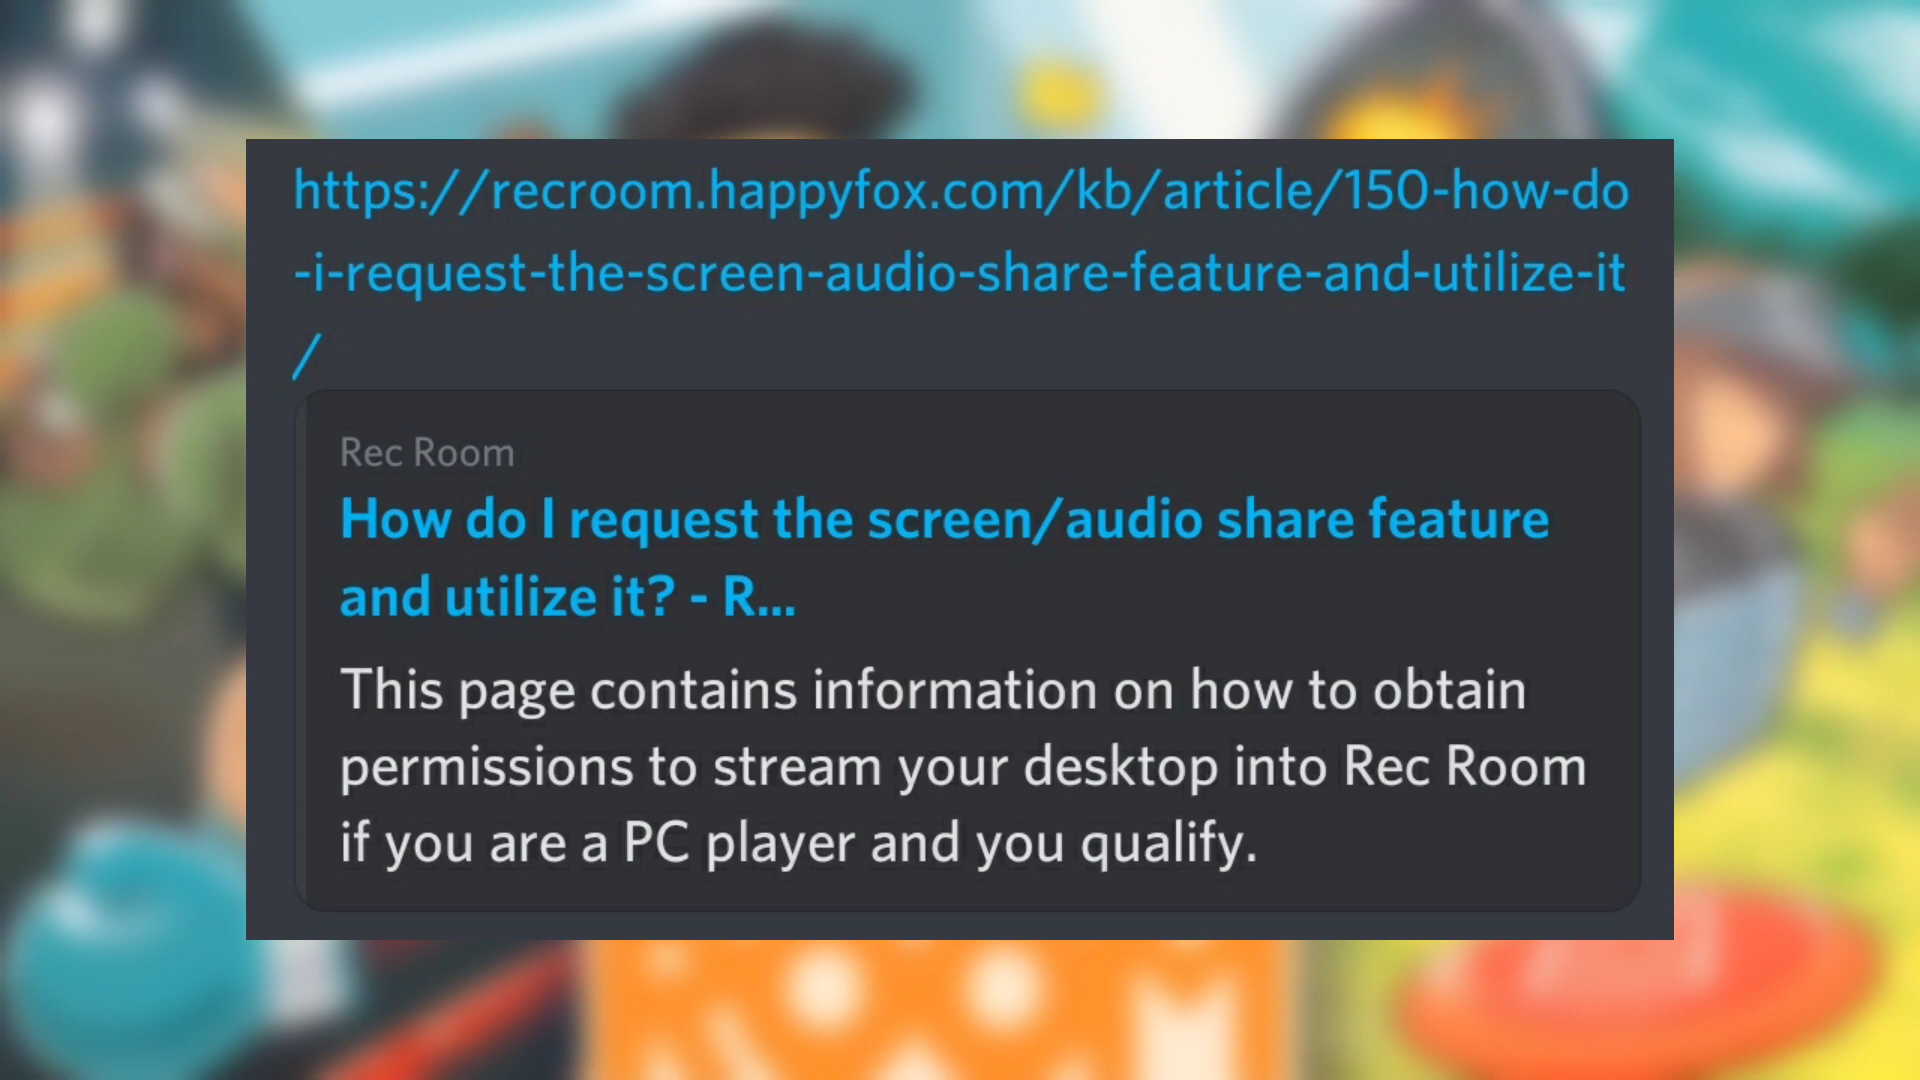 https://recroom.happyfox.com/kb/article/150-how-do
-i-request-the-screen-audio-share-feature-and-utilize-it
/
Rec Room
How do I request the screen/audio share feature
and utilize it? - R...
This page contains information on how to obtain
permissions to stream your desktop into Rec Room
if you are a PC player and you qualify.